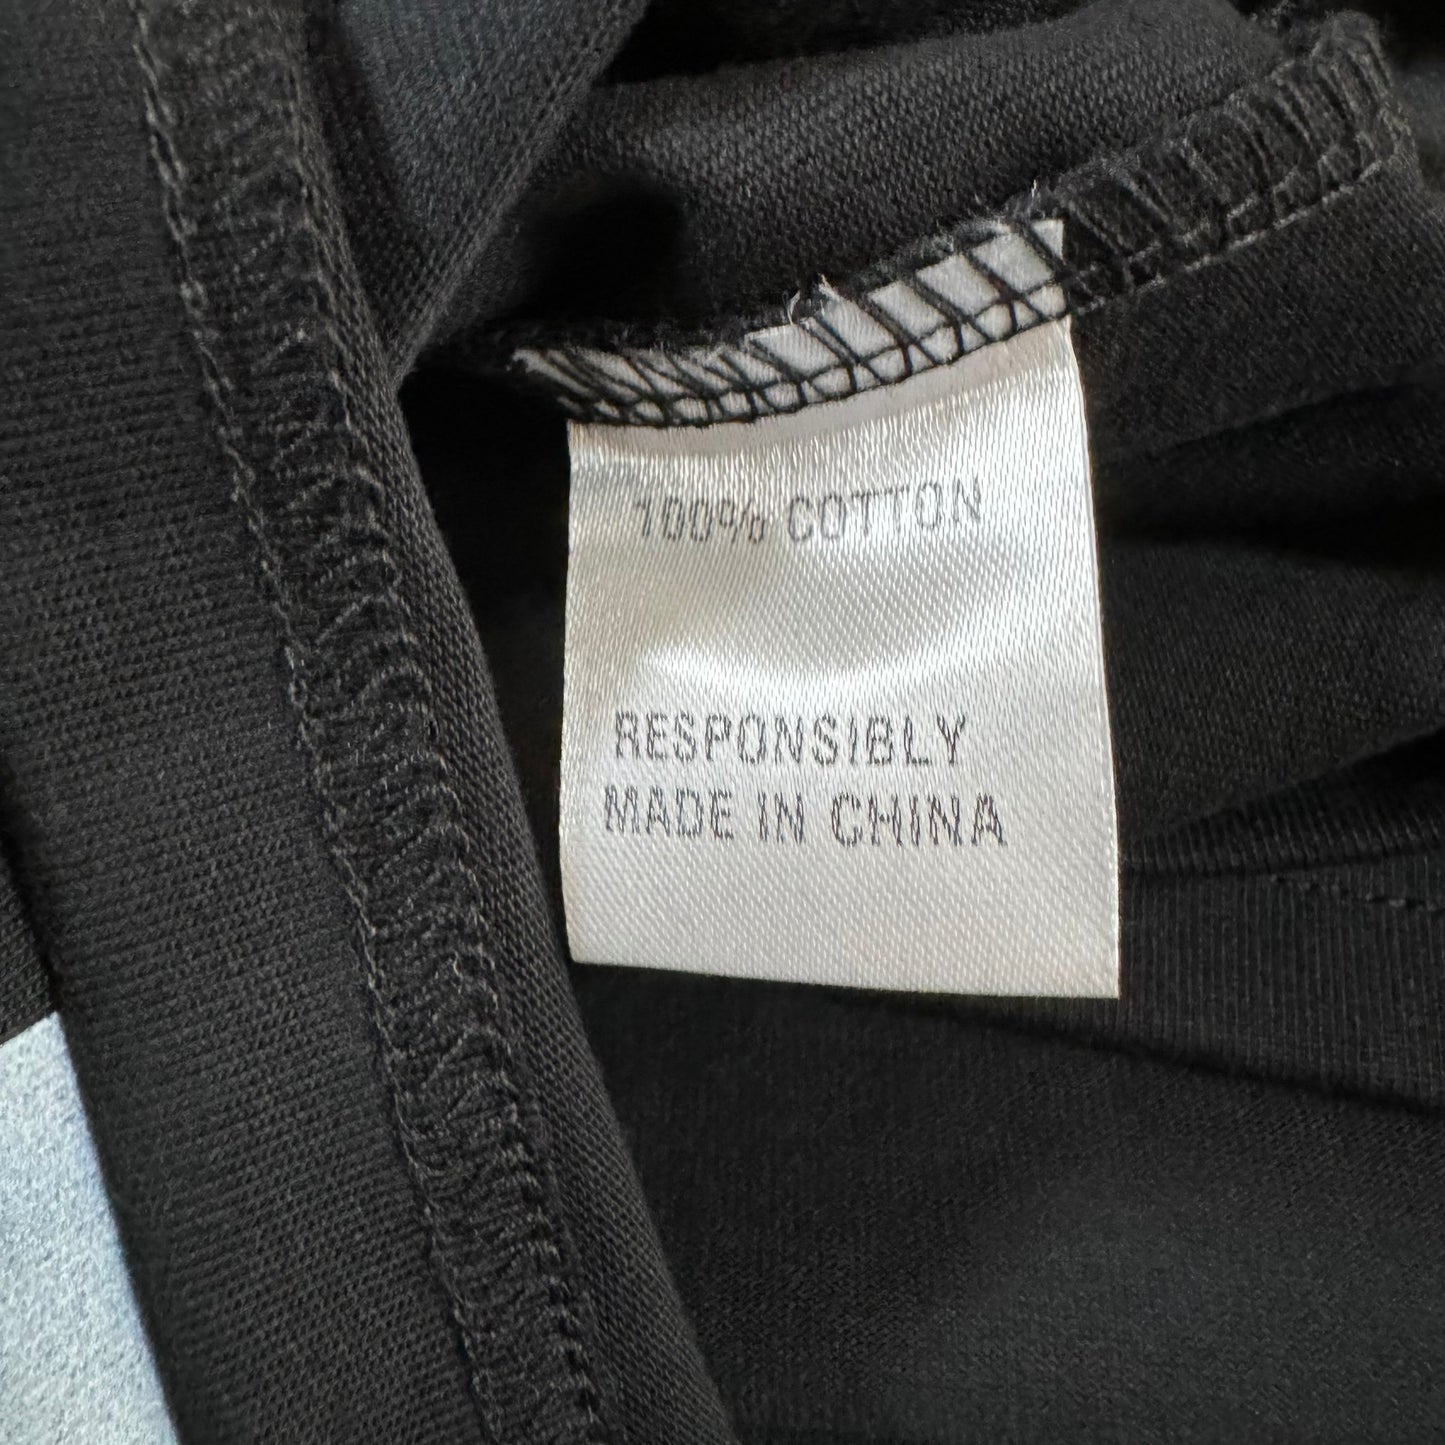 100% COTTON
RESPONSIBLY
MADE IN CHINA